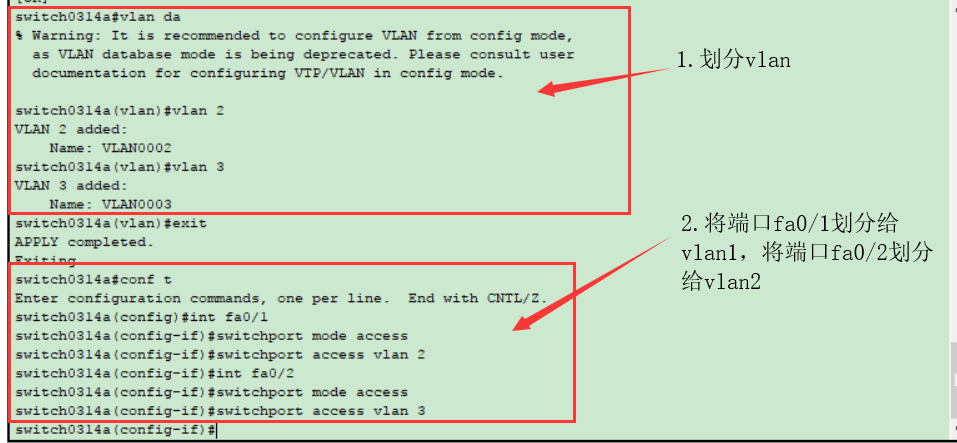 [OK]
switch0314a#vlan da
% Warning: It is recommended to configure VLAN from config mode,
as VLAN database mode is being deprecated. Please consult user
documentation for configuring VTP/VLAN in config mode.
switch0314a(vlan)#vlan 2
VLAN 2 added:
Name: VLAN0002
switch0314a(vlan)#vlan 3
VLAN 3 added:
Name: VLAN0003
switch0314a(vlan)#exit
APPLY completed.
Exiting
switch0314a#conf t
Enter configuration commands, one per line. End with CNTL/Z.
switch0314a(config)#int fa0/1
switch0314a(config-if)#switchport mode access
switch0314a(config-if)#switchport access vlan 2
switch0314a(config-if)#int fa0/2
switch0314a(config-if)#switchport mode access
switch0314a(config-if)#switchport access vlan 3
switch0314a(config-if)#
1.划分vlan
2.将端口fa0/1划分给
vlan1，将端口fa0/2划分
给vlan2